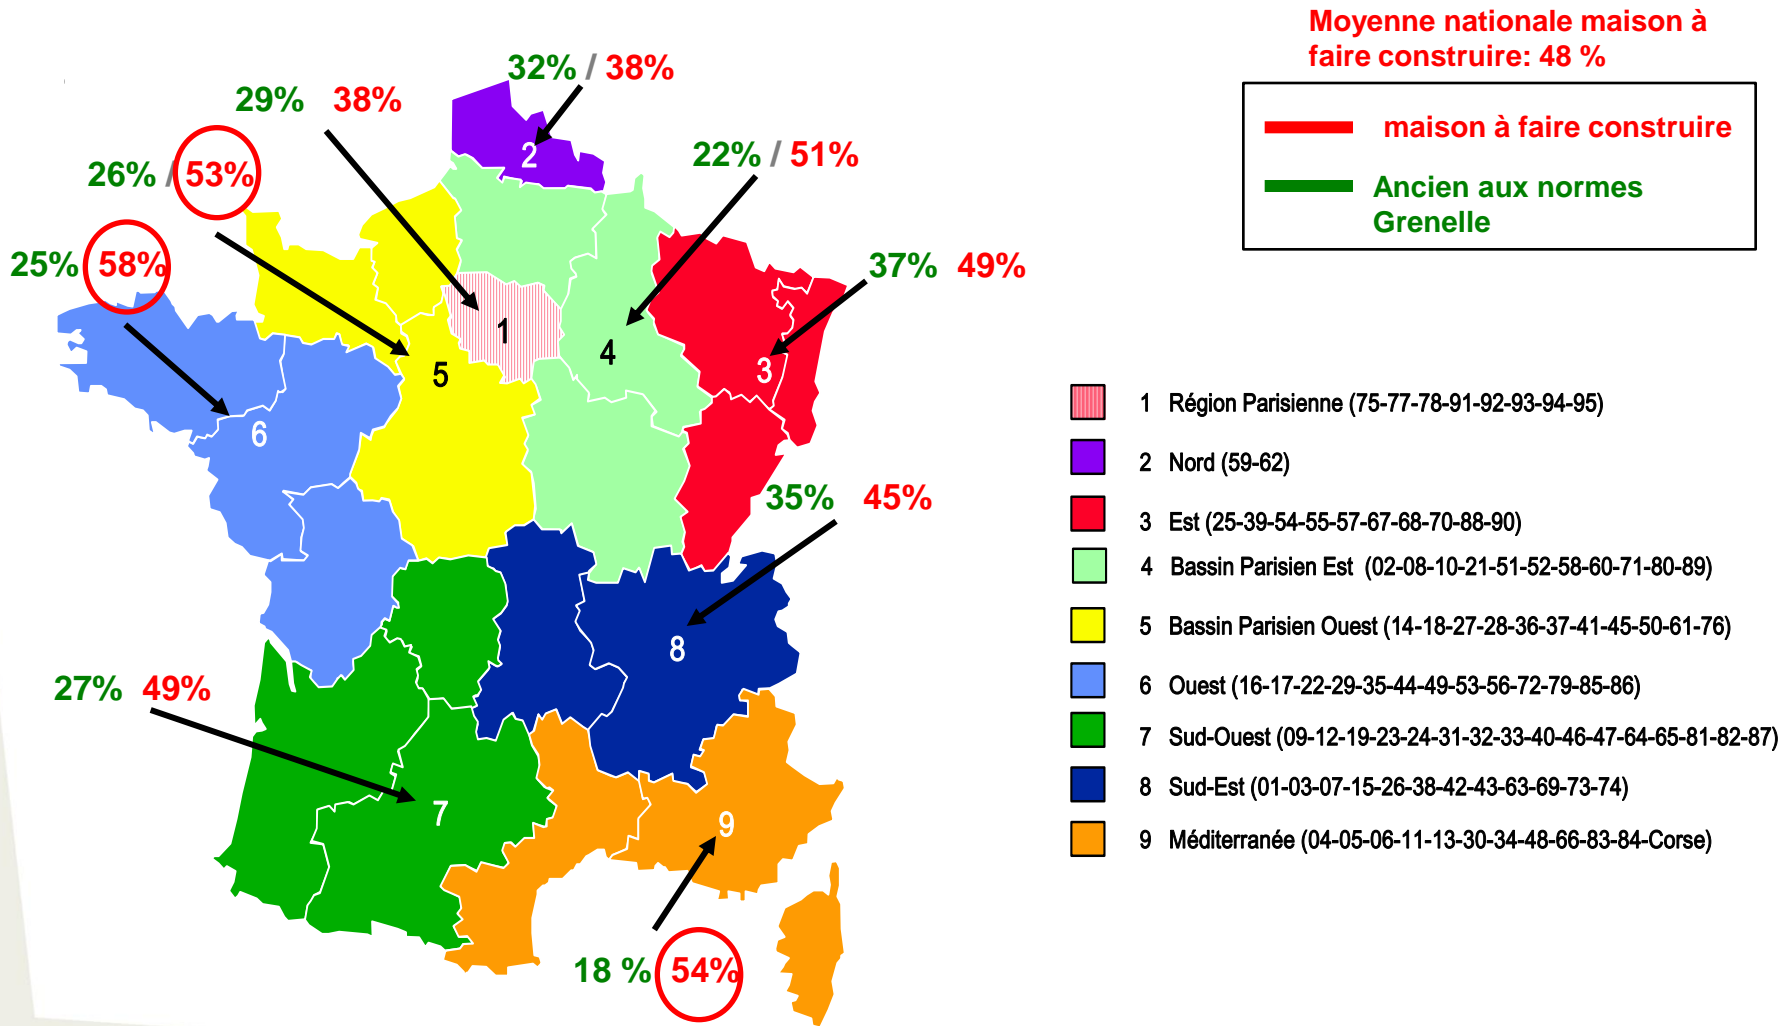 Moyenne nationale maison à
faire construire: 48 %
maison à faire construire
Ancien aux normes
Grenelle
32% / 38%
29% 38%
22% / 51%
26% / 53%
25% 58%
37% 49%
35% 45%
27% 49%
18 % 54%
2
1
4
3
5
6
8
7
9
1 Région Parisienne (75-77-78-91-92-93-94-95)
2 Nord (59-62)
3 Est (25-39-54-55-57-67-68-70-88-90)
4 Bassin Parisien Est (02-08-10-21-51-52-58-60-71-80-89)
5 Bassin Parisien Ouest (14-18-27-28-36-37-41-45-50-61-76)
6 Ouest (16-17-22-29-35-44-49-53-56-72-79-85-86)
7 Sud-Ouest (09-12-19-23-24-31-32-33-40-46-47-64-65-81-82-87)
8 Sud-Est (01-03-07-15-26-38-42-43-63-69-73-74)
9 Méditerranée (04-05-06-11-13-30-34-48-66-83-84-Corse)